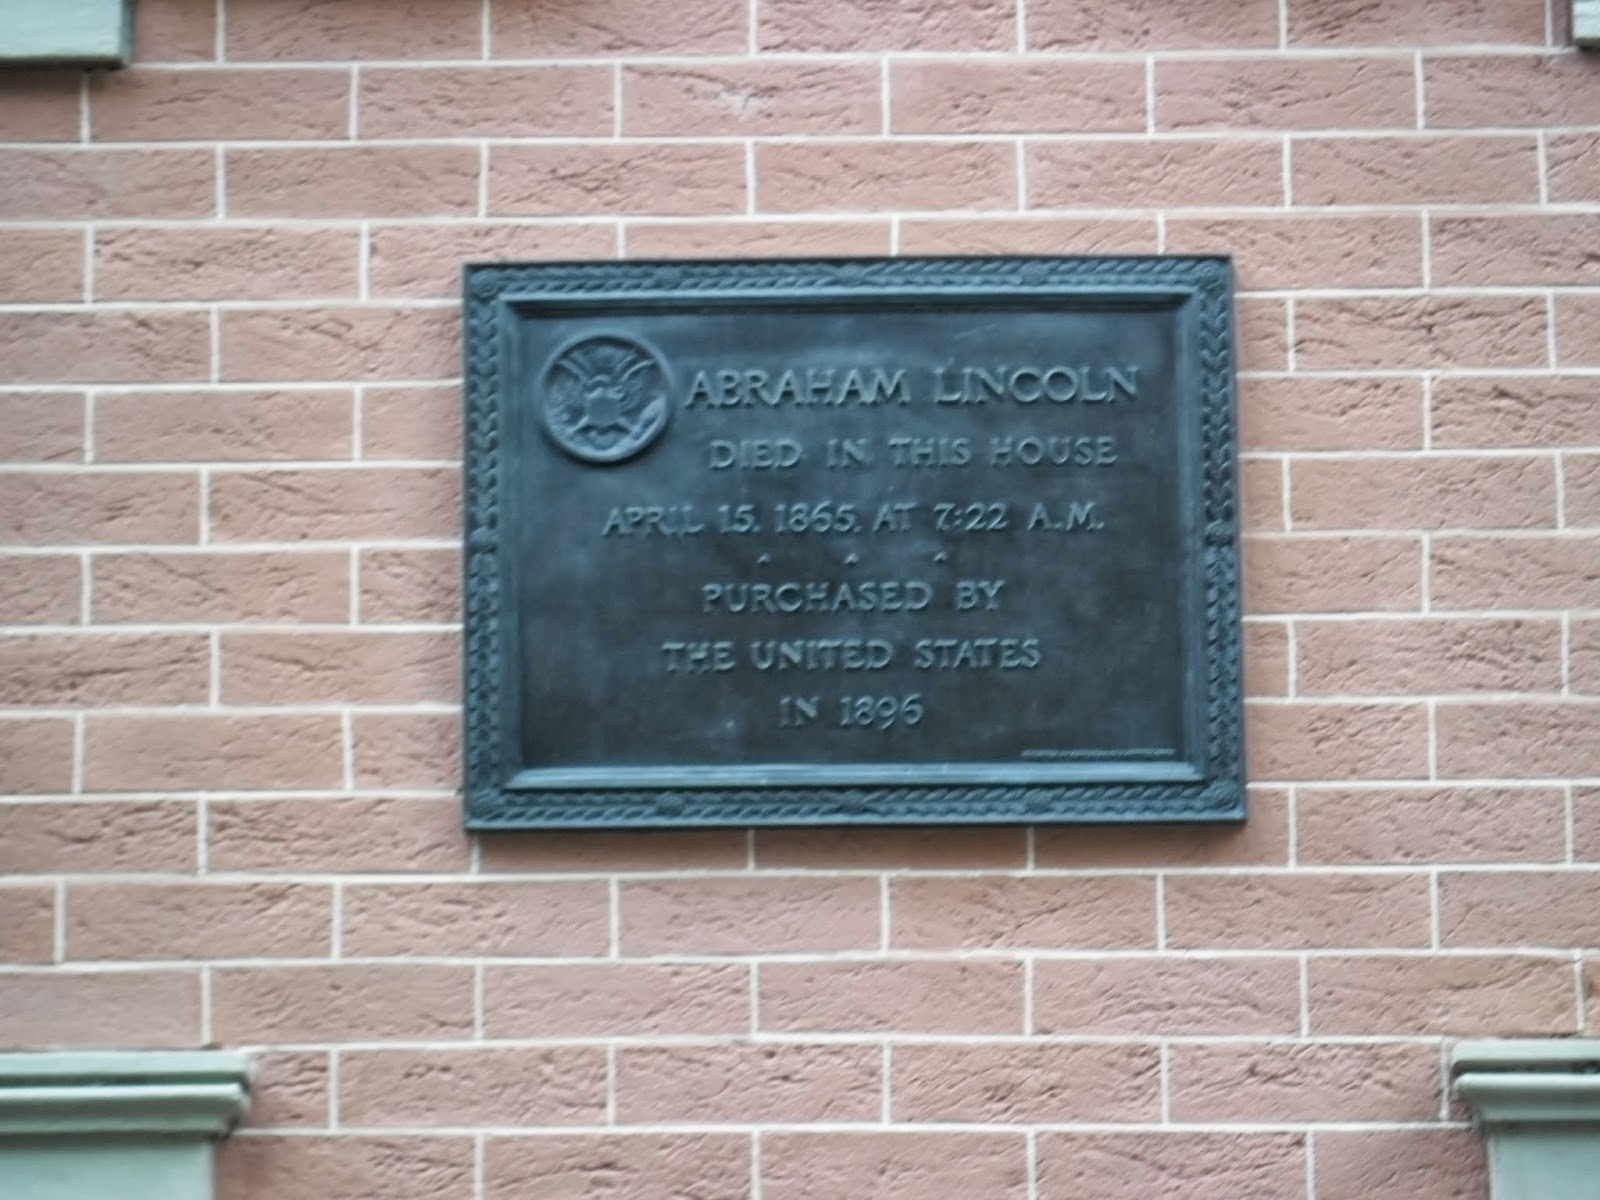 ABRAHAM LINCOLN
DIED IN THIS HOUSE
APRIL 15, 1865, AT 7:22 A.M.
PURCHASED BY
THE UNITED STATES
IN 1896